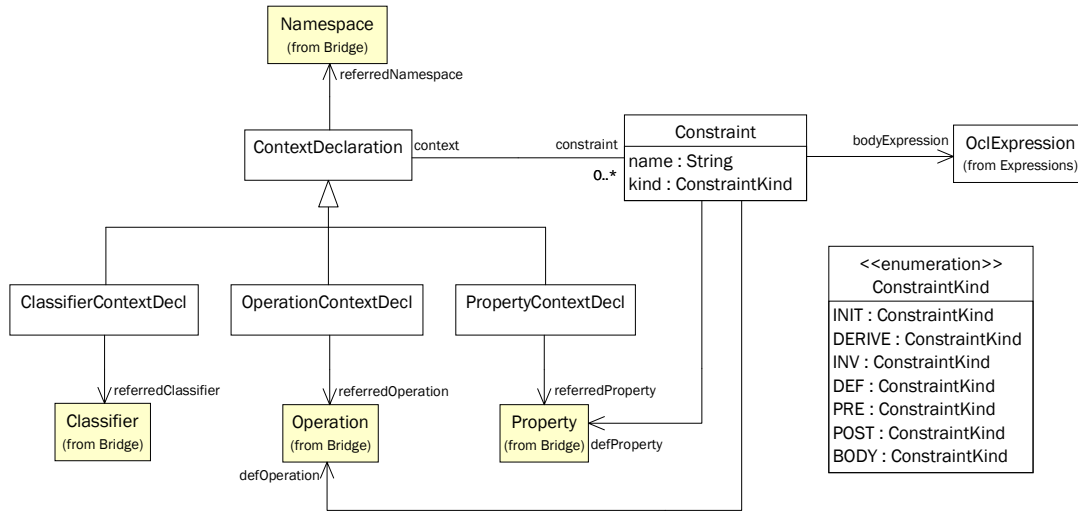 Namespace
(from Bridge)
referredNamespace
ContextDeclaration
context
constraint
0..*
Constraint
name : String
kind : ConstraintKind
bodyExpression
OclExpression
(from Expressions)
<<enumeration>>
ConstraintKind
INIT : ConstraintKind
DERIVE : ConstraintKind
INV : ConstraintKind
DEF : ConstraintKind
PRE : ConstraintKind
POST : ConstraintKind
BODY : ConstraintKind
ClassifierContextDecl
OperationContextDecl
PropertyContextDecl
referredClassifier
referredOperation
referredProperty
Classifier
(from Bridge)
Operation
(from Bridge)
Property
(from Bridge)
defProperty
defOperation